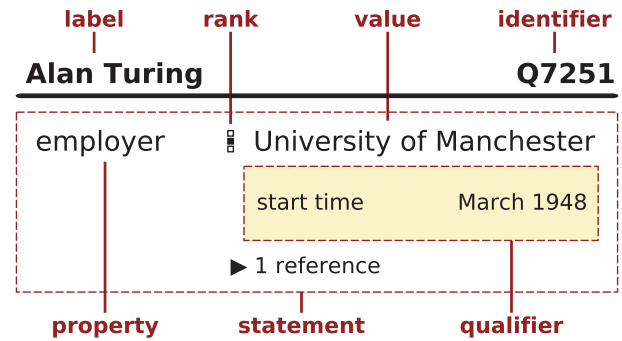 label rank value identifier
Alan Turing Q7251
employer University of Manchester
start time March 1948
▶ 1 reference
property statement qualifier